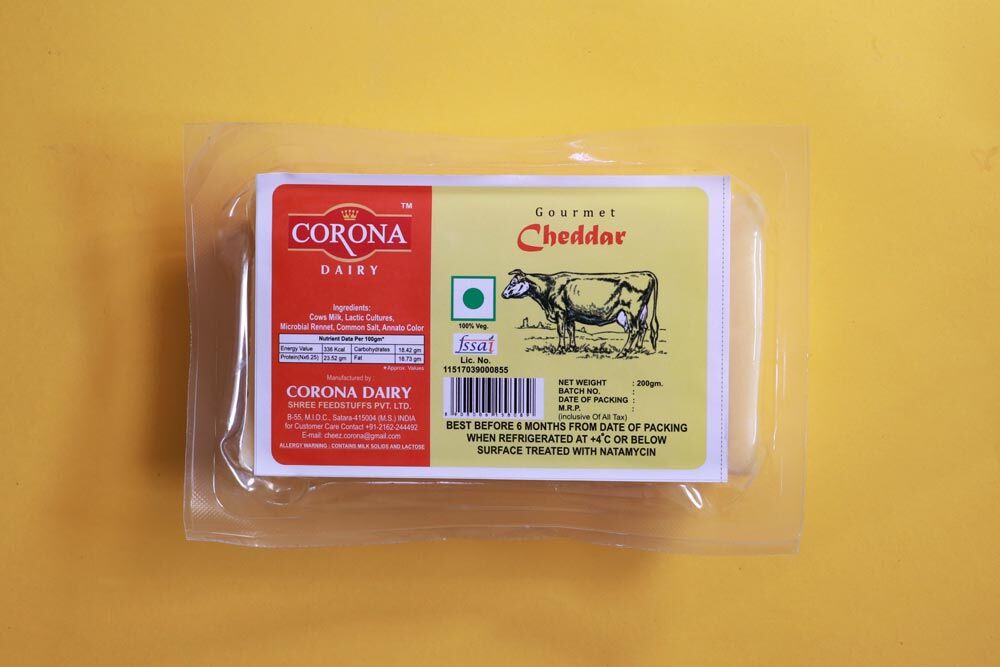 TM
CORONA
DAIRY
Ingredients:
Cows Milk, Lactic Cultures,
Microbial Rennet, Common Salt, Annato Color
Nutrient Data Per 100gm*
Energy Value 336 Kcal Carbohydrates 18.42 gm
Protein(Nx6.25) 23.52 gm Fat 18.73 gm
*Approx. Values
Manufactured by :
CORONA DAIRY
SHREE FEEDSTUFFS PVT. LTD.
B-55, M.I.D.C., Satara-415004 (M.S.) INDIA
for Customer Care Contact +91-2162-244492
E-mail: cheez.corona@gmail.com
ALLERGY WARNING : CONTAINS MILK SOLIDS AND LACTOSE
Gourmet
Cheddar
100% Veg.
fssai
Lic. No.
11517039000855
NET WEIGHT : 200gm.
BATCH NO. :
DATE OF PACKING :
M.R.P. :
(inclusive Of All Tax)
BEST BEFORE 6 MONTHS FROM DATE OF PACKING
WHEN REFRIGERATED AT +4°C OR BELOW
SURFACE TREATED WITH NATAMYCIN